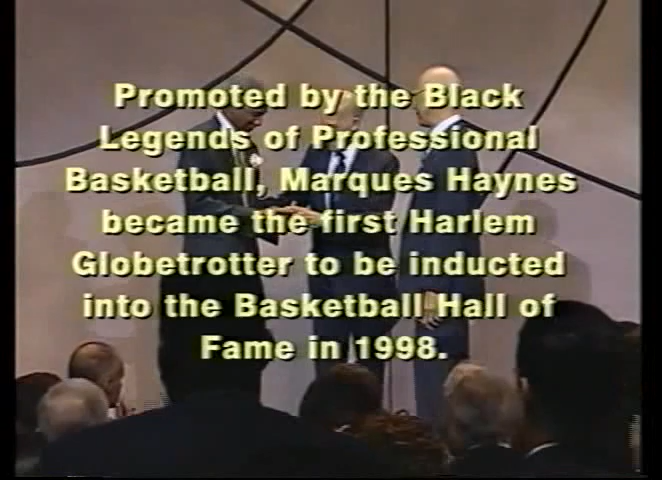 Promoted by the Black
Legends of Professional
Basketball, Marques Haynes
became the first Harlem
Globetrotter to be inducted
into the Basketball Hall of
Fame in 1998.